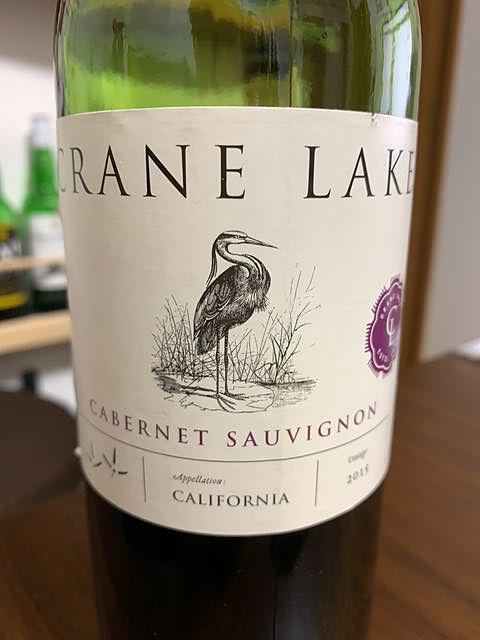 CRANE LAKE
CABERNET SAUVIGNON
Appellation:
CALIFORNIA
Vintage
2015